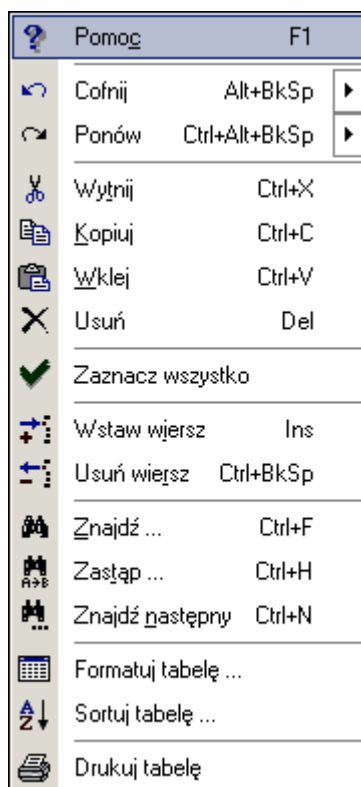 Pomoc F1
Cofnij Alt+BkSp
Ponów Ctrl+Alt+BkSp
Wytnij Ctrl+X
Kopiuj Ctrl+C
Wklej Ctrl+V
Usuń Del
Zaznacz wszystko
Wstaw wiersz Ins
Usuń wiersz Ctrl+BkSp
Znajdź ... Ctrl+F
Zastąp ... Ctrl+H
Znajdź następny Ctrl+N
Formatuj tabelę ...
Sortuj tabelę ...
Drukuj tabelę